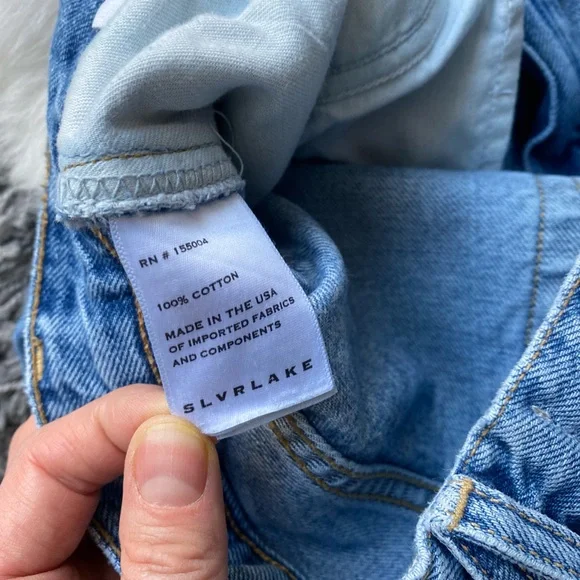 RN # 155004
100% COTTON
MADE IN THE USA
OF IMPORTED FABRICS
AND COMPONENTS
SLVRLAKE